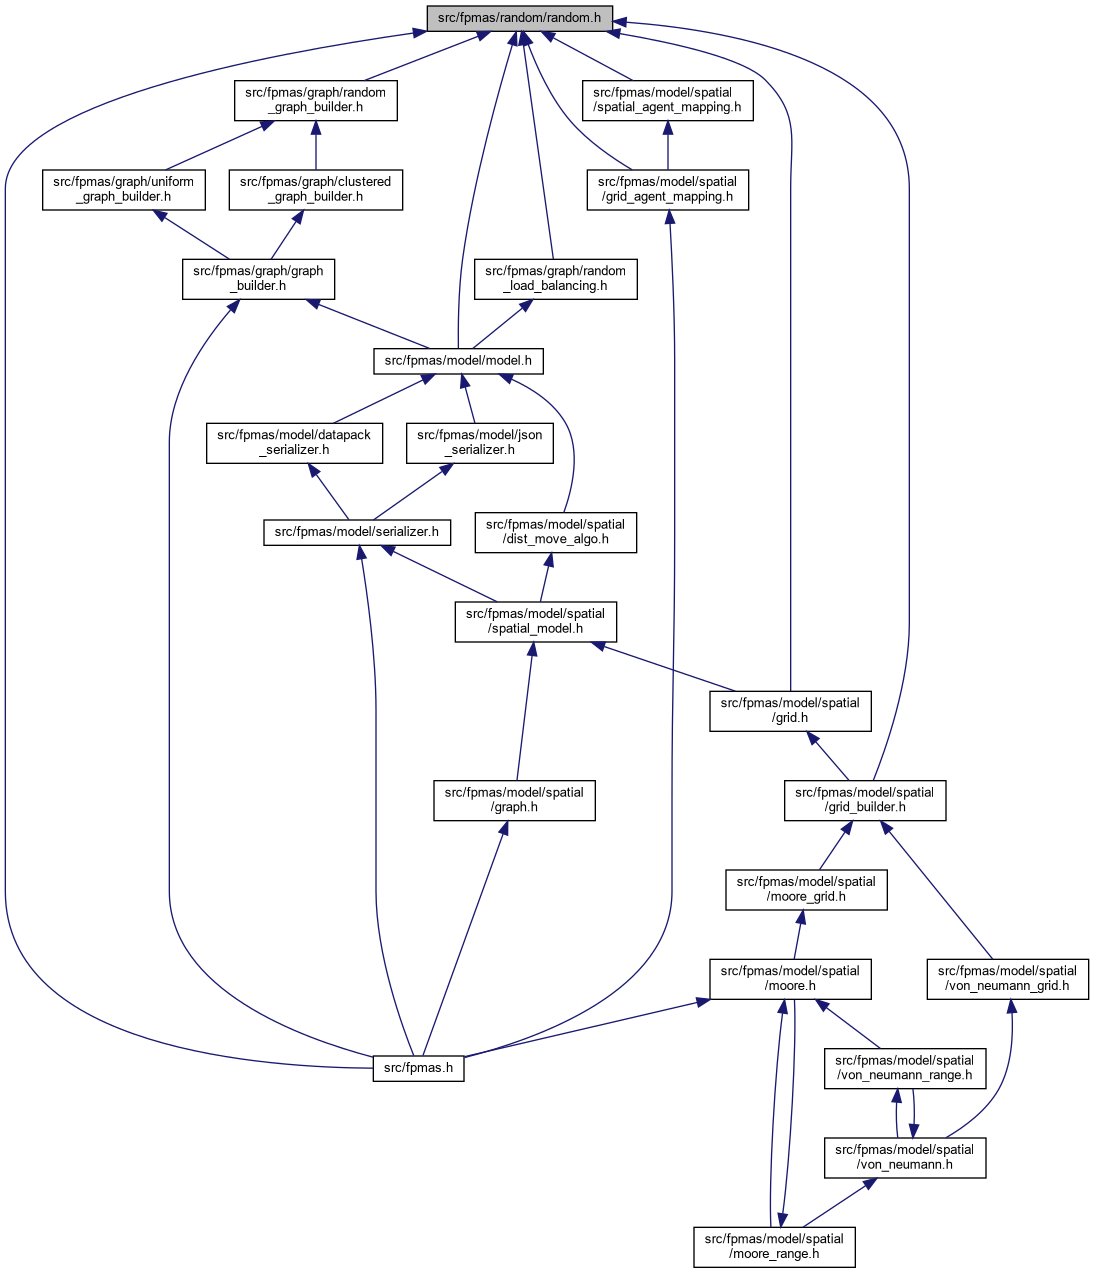 src/fpmas/random/random.h
src/fpmas/graph/random
_graph_builder.h
src/fpmas/model/spatial
/spatial_agent_mapping.h
src/fpmas/graph/uniform
_graph_builder.h
src/fpmas/graph/clustered
_graph_builder.h
src/fpmas/model/spatial
/grid_agent_mapping.h
src/fpmas/graph/graph
_builder.h
src/fpmas/graph/random
_load_balancing.h
src/fpmas/model/model.h
src/fpmas/model/datapack
_serializer.h
src/fpmas/model/json
_serializer.h
src/fpmas/model/serializer.h
src/fpmas/model/spatial
/dist_move_algo.h
src/fpmas/model/spatial
/spatial_model.h
src/fpmas/model/spatial
/grid.h
src/fpmas/model/spatial
/graph.h
src/fpmas/model/spatial
/grid_builder.h
src/fpmas/model/spatial
/moore_grid.h
src/fpmas/model/spatial
/moore.h
src/fpmas/model/spatial
/von_neumann_grid.h
src/fpmas.h
src/fpmas/model/spatial
/von_neumann_range.h
src/fpmas/model/spatial
/von_neumann.h
src/fpmas/model/spatial
/moore_range.h